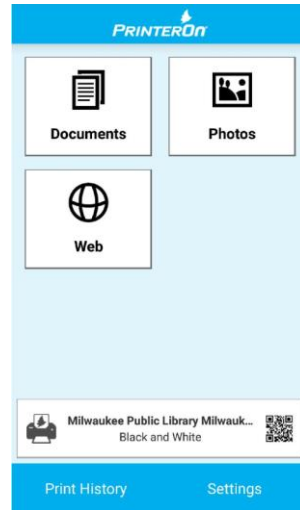 PRINTERON
Documents
Photos
Web
Milwaukee Public Library Milwauk...
Black and White
Print History
Settings